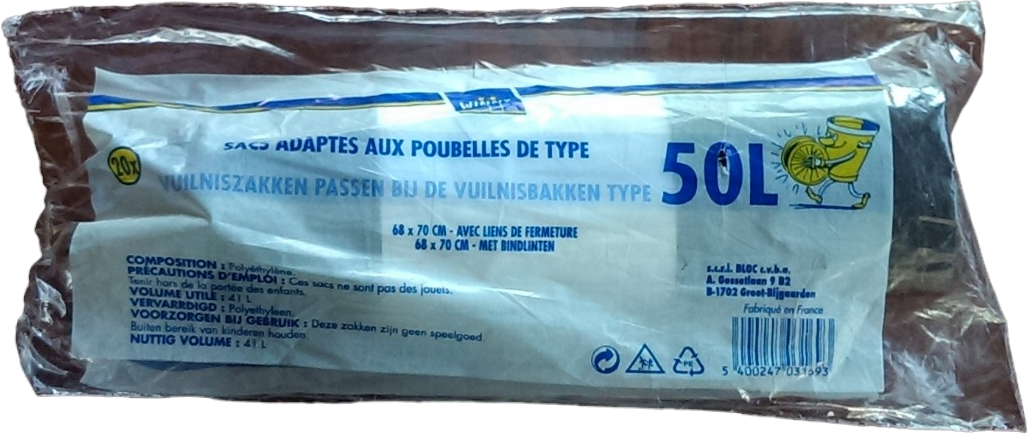 20x
SACS ADAPTES AUX POUBELLES DE TYPE
VUILNISZAKKEN PASSEN BIJ DE VUILNISBAKKEN TYPE
50L
68 x 70 CM - AVEC LIENS DE FERMETURE
68 x 70 CM - MET BINDLINTEN
COMPOSITION : Polyéthylène.
PRÉCAUTIONS D'EMPLOI : Ces sacs ne sont pas des jouets.
Tenir hors de la portée des enfants.
VOLUME UTILE : 41 L
VERVAARDIGD : Polyethyleen.
VOORZORGEN BIJ GEBRUIK : Deze zakken zijn geen speelgoed
Buiten bereik van kinderen houden
NUTTIG VOLUME : 41 L
s.c.r.l. BLOC c.v.b.a.
A. Gossetlaan 9 B2
B-1702 Groot-Bijgaarden
Fabriqué en France
PE
5 400247 031693